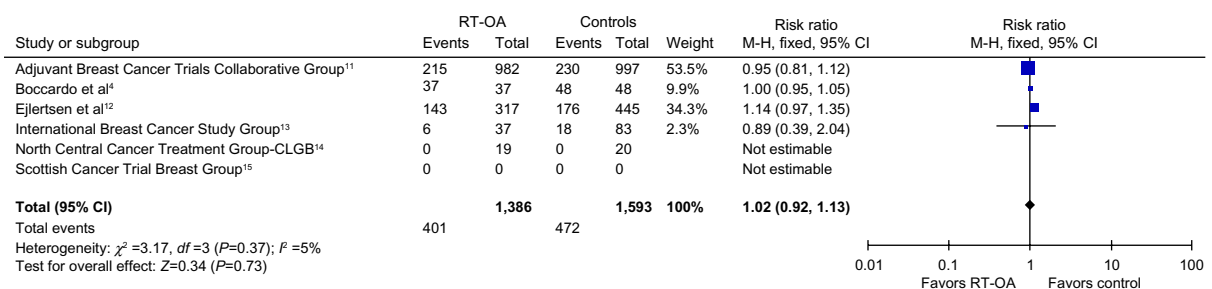 RT-OA Controls Risk ratio Risk ratio
Study or subgroup Events Total Events Total Weight M-H, fixed, 95% CI M-H, fixed, 95% CI
Adjuvant Breast Cancer Trials Collaborative Group¹¹ 215 982 230 997 53.5% 0.95 (0.81, 1.12)
Boccardo et al⁴ 37 37 48 48 9.9% 1.00 (0.95, 1.05)
Ejlertsen et al¹² 143 317 176 445 34.3% 1.14 (0.97, 1.35)
International Breast Cancer Study Group¹³ 6 37 18 83 2.3% 0.89 (0.39, 2.04)
North Central Cancer Treatment Group-CLGB¹⁴ 0 19 0 20 Not estimable
Scottish Cancer Trial Breast Group¹⁵ 0 0 0 0 Not estimable
Total (95% CI) 1,386 1,593 100% 1.02 (0.92, 1.13)
Total events 401 472
Heterogeneity: χ² =3.17, df =3 (P=0.37); I² =5%
Test for overall effect: Z=0.34 (P=0.73)
0.01 0.1 1 10 100
Favors RT-OA Favors control